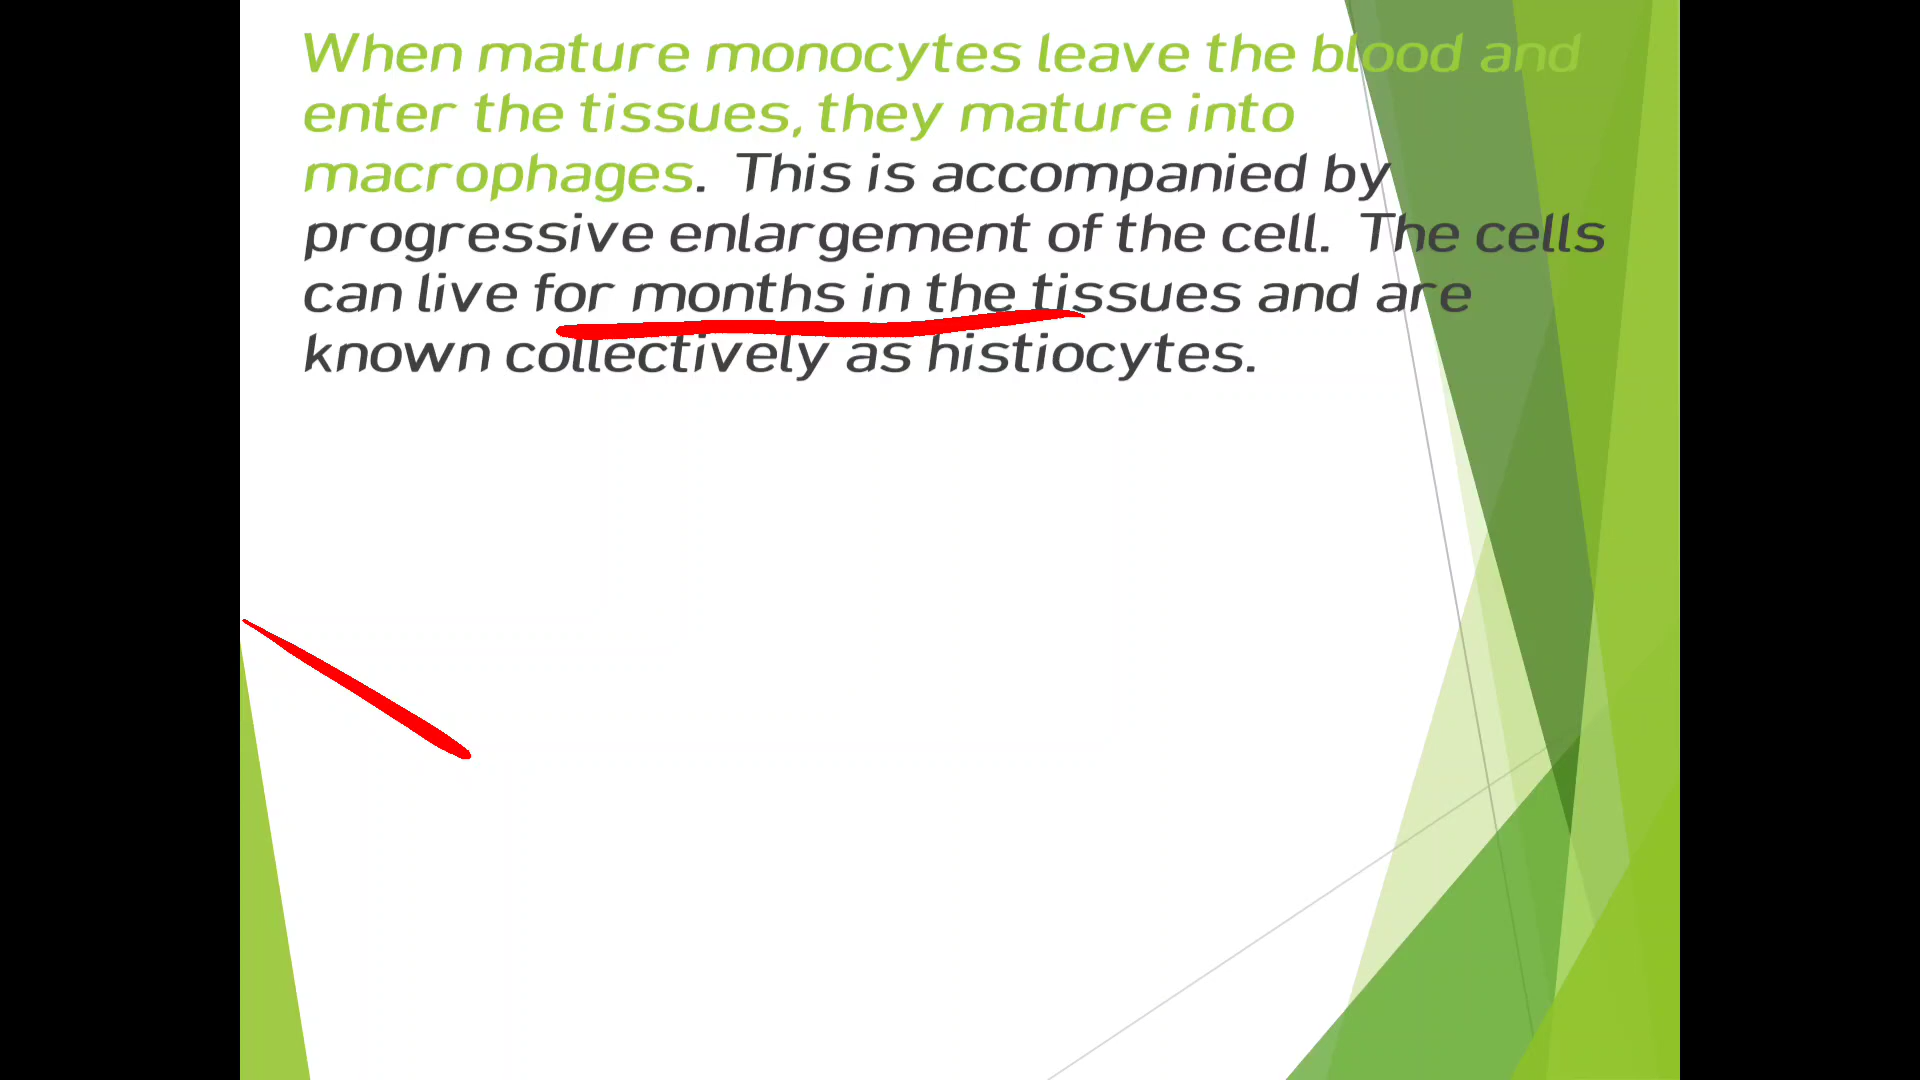 When mature monocytes leave the blood and
enter the tissues, they mature into
macrophages.  This is accompanied by
progressive enlargement of the cell.  The cells
can live for months in the tissues and are
known collectively as histiocytes.